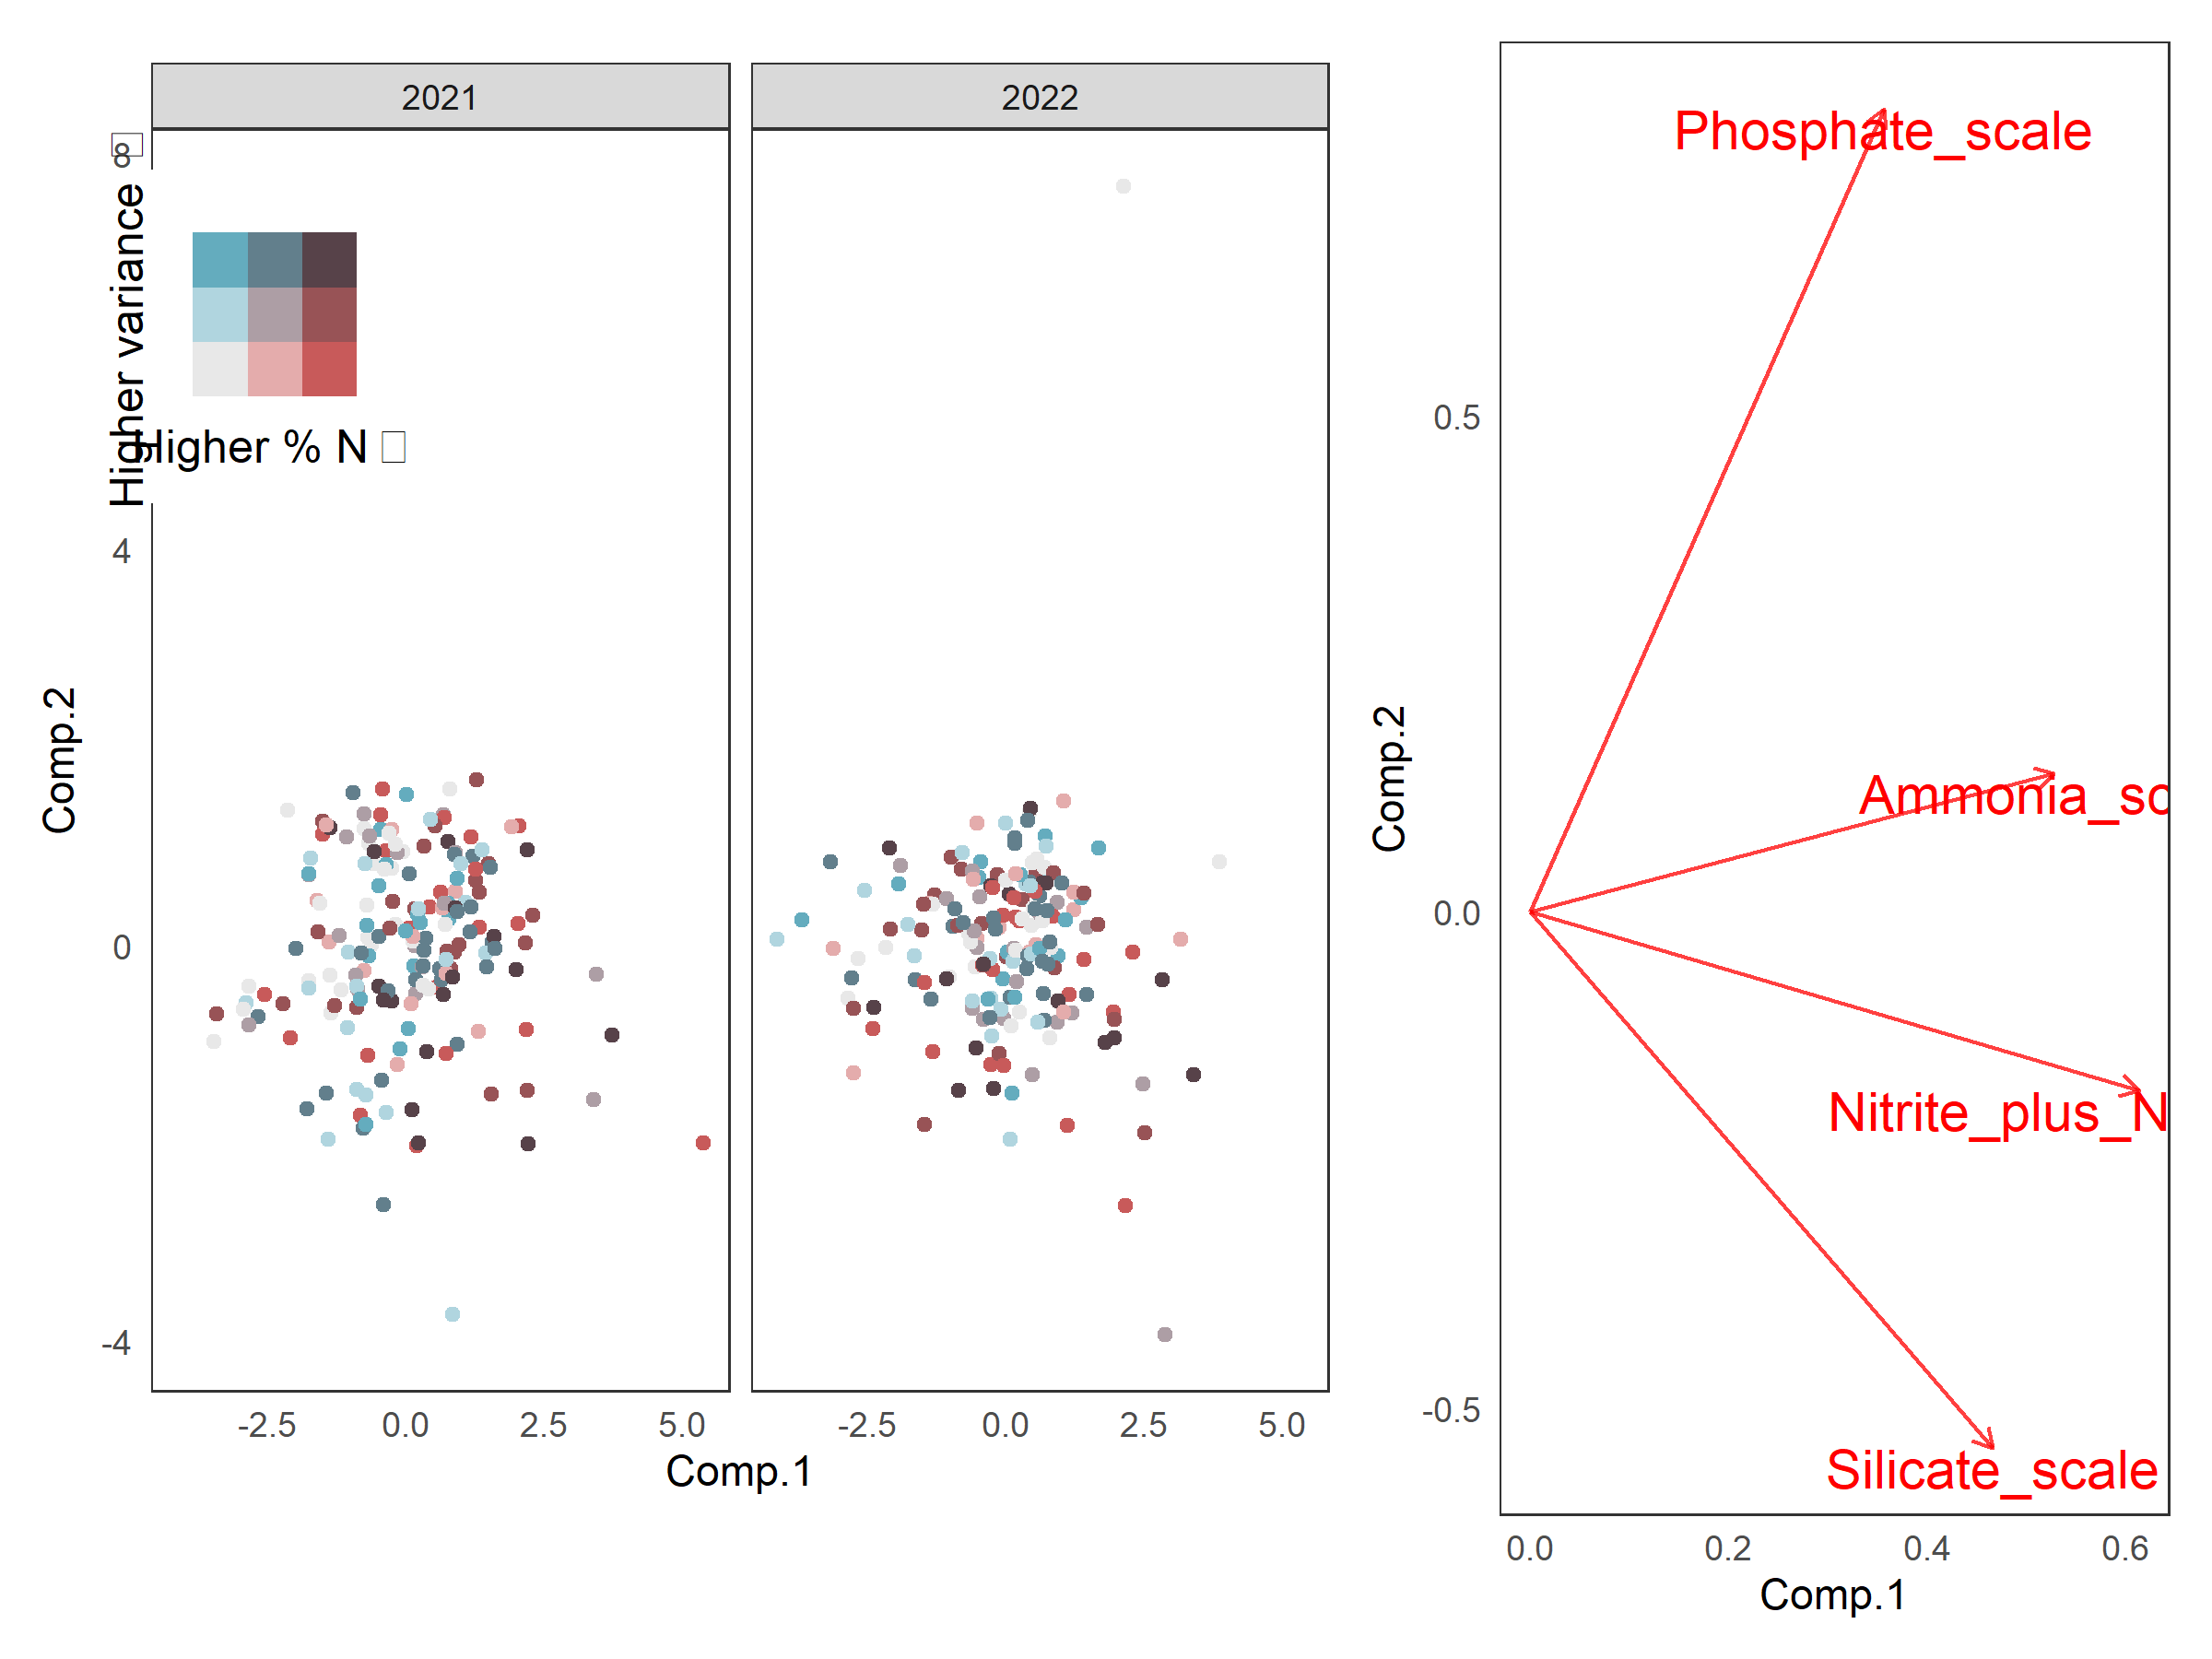 2021
2022
8
Higher variance
Higher % N
4
0
-4
Comp.2
-2.5 0.0 2.5 5.0
-2.5 0.0 2.5 5.0
Comp.1
Phosphate_scale
Ammonia_sc
Nitrite_plus_N
Silicate_scale
0.5
0.0
-0.5
Comp.2
0.0 0.2 0.4 0.6
Comp.1